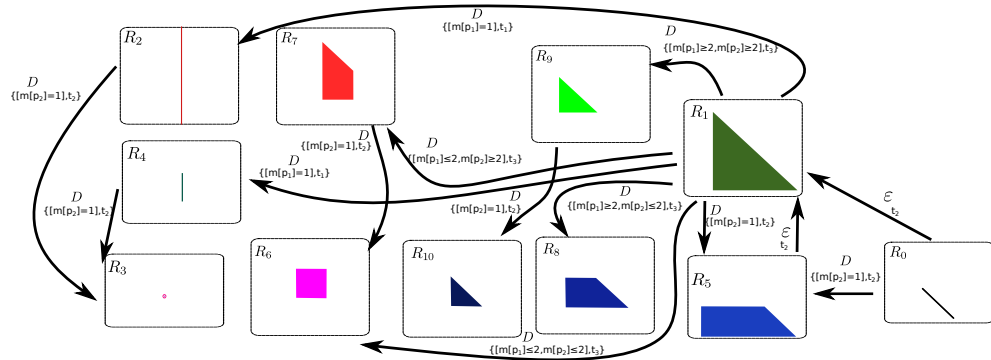 D
{[m[p₁]=1],t₁}
R₂
R₇
D
{[m[p₁]≥2,m[p₂]≥2],t₃}
R₉
D
{[m[p₂]=1],t₂}
R₁
D
{[m[p₂]=1],t₂}
R₄
D
{[m[p₁]≤2,m[p₂]≥2],t₃}
D
{[m[p₁]=1],t₁}
D
{[m[p₂]=1],t₂}
D
{[m[p₂]=1],t₂}
D
{[m[p₁]≥2,m[p₂]≤2],t₃}
D
{[m[p₂]=1],t₂}
ε
t₂
ε
t₂
R₃
R₆
R₁₀
R₈
R₅
D
{[m[p₂]=1],t₂}
R₀
D
{[m[p₁]≤2,m[p₂]≤2],t₃}